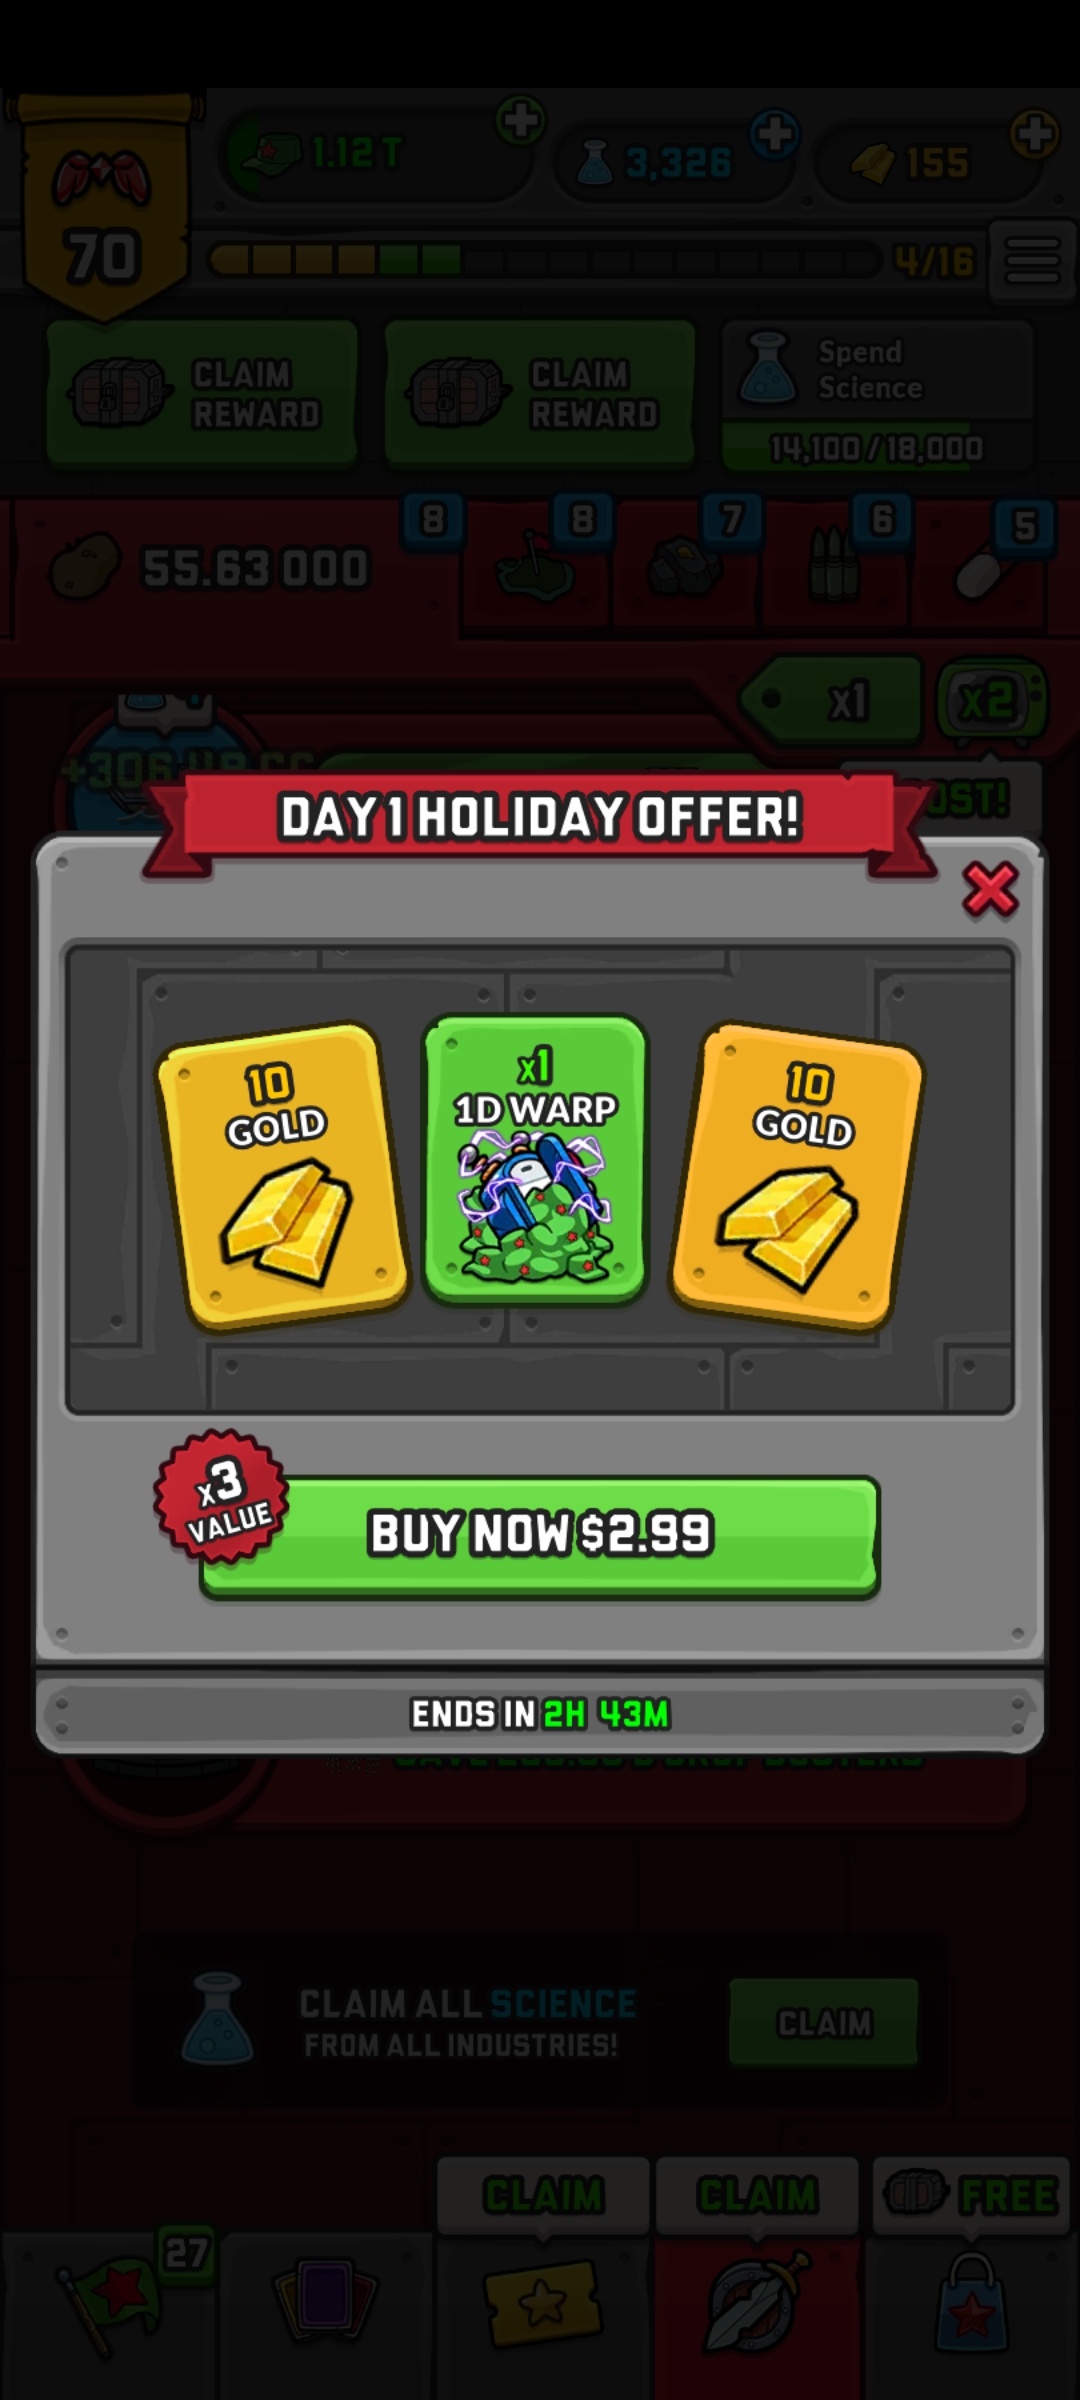 1.12 T
3,326
155
70
4/16
CLAIM
REWARD
CLAIM
REWARD
Spend
Science
14,100/18,000
8
8
7
6
5
55.63 000
x1
x2
DAY 1 HOLIDAY OFFER!
10
GOLD
x1
1D WARP
10
GOLD
x3
VALUE
BUY NOW $2.99
ENDS IN 2H 43M
CLAIM ALL SCIENCE
FROM ALL INDUSTRIES!
CLAIM
CLAIM
CLAIM
FREE
27